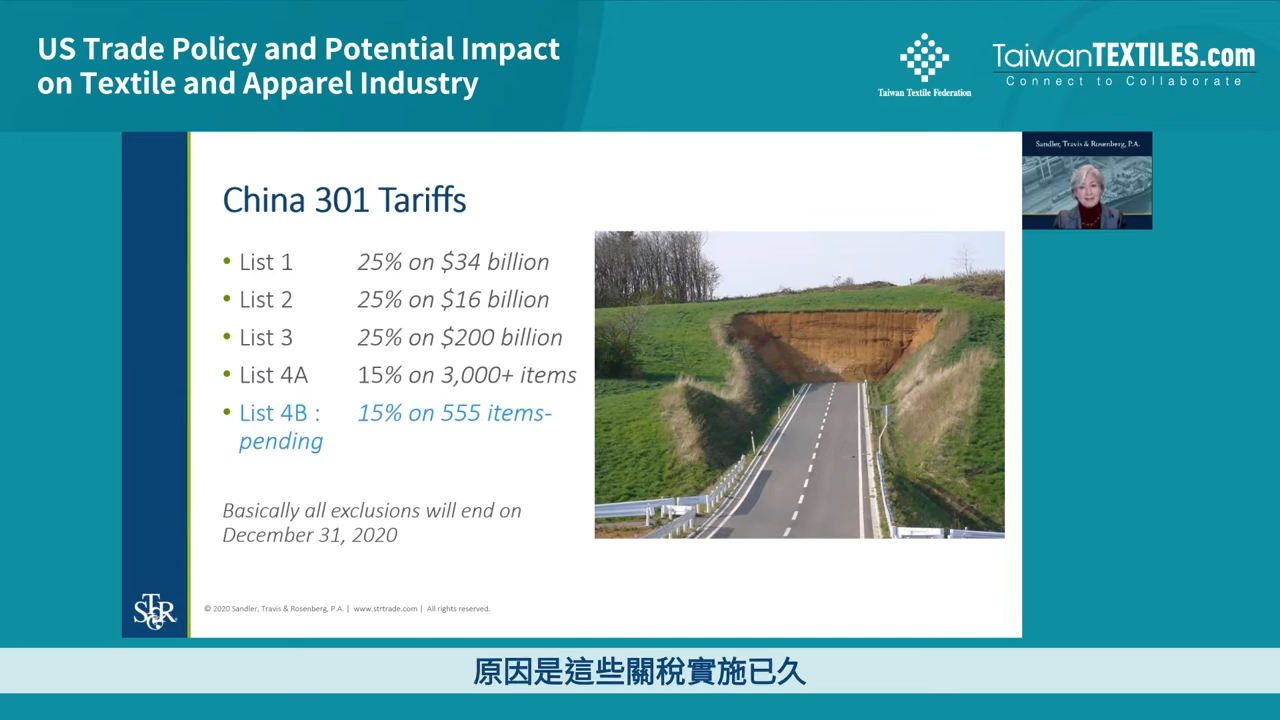 US Trade Policy and Potential Impact
on Textile and Apparel Industry
Taiwan Textile Federation
TaiwanTEXTILES.com
Connect to Collaborate
Sandler, Travis & Rosenberg, P.A.
China 301 Tariffs
• List 1 25% on $34 billion
• List 2 25% on $16 billion
• List 3 25% on $200 billion
• List 4A 15% on 3,000+ items
• List 4B : 15% on 555 items-
pending
Basically all exclusions will end on
December 31, 2020
ST&R
© 2020 Sandler, Travis & Rosenberg, P.A. | www.strtrade.com | All rights reserved.
原因是這些關稅實施已久